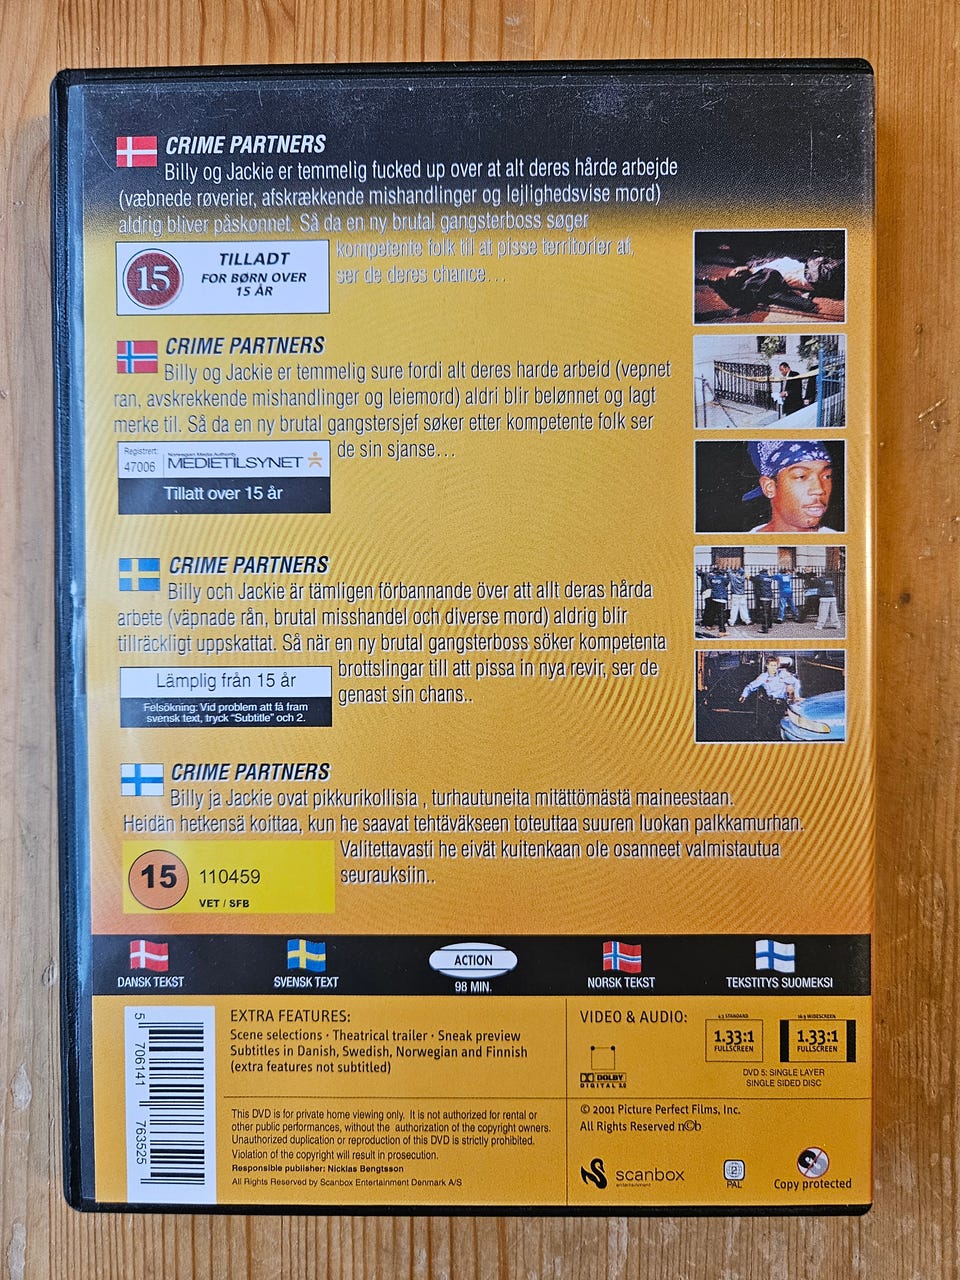 CRIME PARTNERS
Billy og Jackie er temmelig fucked up over at alt deres hårde arbejde
(væbnede røverier, afskrækkende mishandlinger og lejlighedsvise mord)
aldrig bliver påskønnet. Så da en ny brutal gangsterboss søger
kompetente folk til at pisse territorier af,
ser de deres chance...
15
TILLADT
FOR BØRN OVER
15 ÅR
CRIME PARTNERS
Billy og Jackie er temmelig sure fordi alt deres harde arbeid (vepnet
ran, avskrekkende mishandlinger og leiemord) aldri blir belønnet og lagt
merke til. Så da en ny brutal gangstersjef søker etter kompetente folk ser
de sin sjanse...
Registrert:
47006
Norwegian Media Authority
MEDIETILSYNET
Tillatt over 15 år
CRIME PARTNERS
Billy och Jackie är tämligen förbannande över att allt deras hårda
arbete (väpnade rån, brutal misshandel och diverse mord) aldrig blir
tillräckligt uppskattat. Så när en ny brutal gangsterboss söker kompetenta
brottslingar till att pissa in nya revir, ser de
genast sin chans..
Lämplig från 15 år
Felsökning: Vid problem att få fram
svensk text, tryck "Subtitle" och 2.
CRIME PARTNERS
Billy ja Jackie ovat pikkurikollisia , turhautuneita mitättömästä maineestaan.
Heidän hetkensä koittaa, kun he saavat tehtäväkseen toteuttaa suuren luokan palkkamurhan.
Valitettavasti he eivät kuitenkaan ole osanneet valmistautua
seurauksiin..
15
110459
VET / SFB
DANSK TEKST
SVENSK TEXT
ACTION
98 MIN.
NORSK TEKST
TEKSTITYS SUOMEKSI
5 706141 763525
EXTRA FEATURES:
Scene selections · Theatrical trailer · Sneak preview
Subtitles in Danish, Swedish, Norwegian and Finnish
(extra features not subtitled)
VIDEO & AUDIO:
DOLBY
DIGITAL 2.0
4:3 STANDARD
1.33:1
FULLSCREEN
16:9 WIDESCREEN
1.33:1
FULLSCREEN
DVD 5: SINGLE LAYER
SINGLE SIDED DISC
This DVD is for private home viewing only. It is not authorized for rental or
other public performances, without the authorization of the copyright owners.
Unauthorized duplication or reproduction of this DVD is strictly prohibited.
Violation of the copyright will result in prosecution.
Responsible publisher: Nicklas Bengtsson
All Rights Reserved by Scanbox Entertainment Denmark A/S
© 2001 Picture Perfect Films, Inc.
All Rights Reserved n©b
scanbox
entertainment
2
PAL
Copy protected